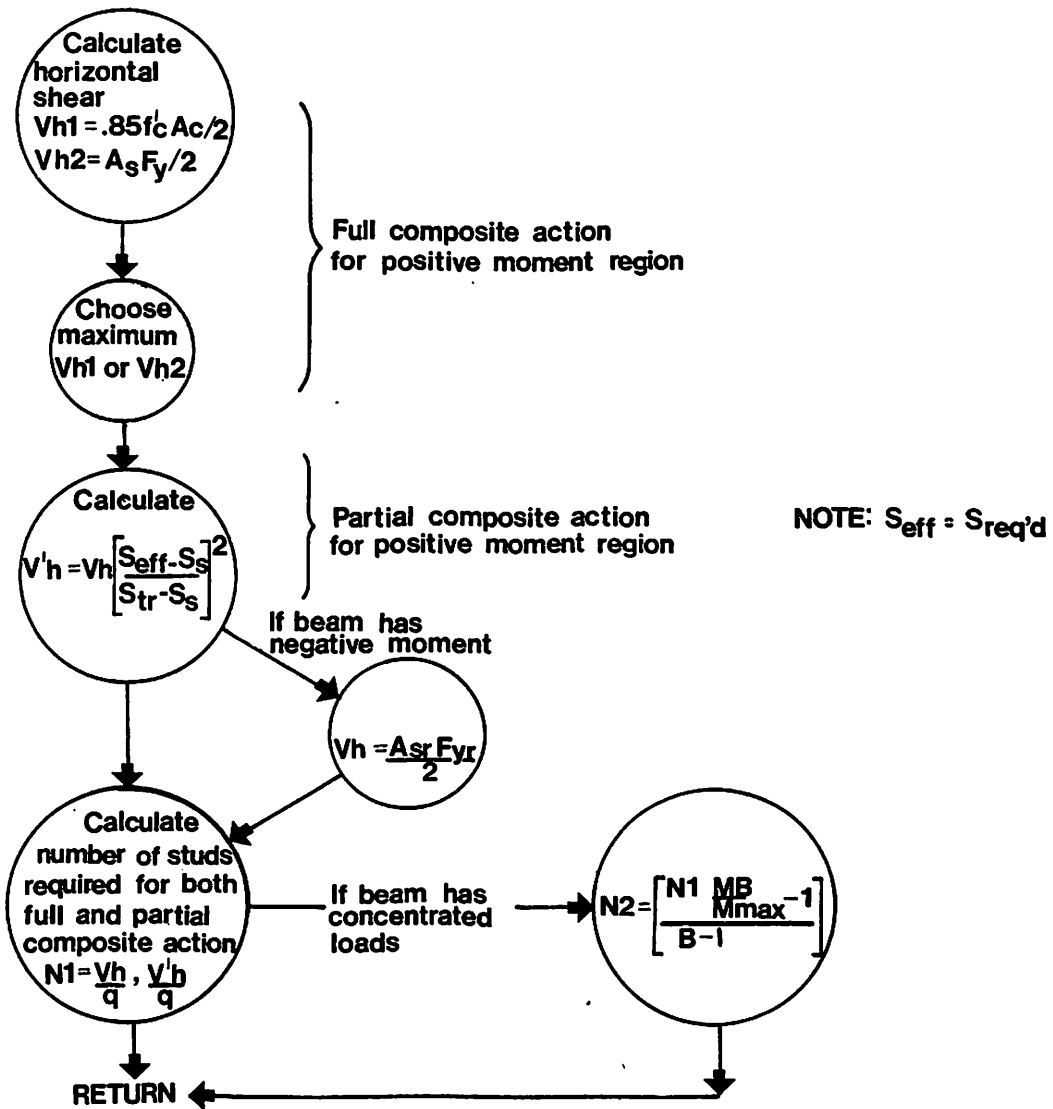 Calculate
horizontal
shear
Vh1 = .85f'c Ac/2
Vh2 = AsFy/2
Full composite action
for positive moment region
Choose
maximum
Vh1 or Vh2
Calculate
V'h = Vh[Seff-Ss/Str-Ss]2
Partial composite action
for positive moment region
NOTE: Seff = Sreq'd
If beam has
negative moment
Vh = Asr Fyr/2
Calculate
number of studs
required for both
full and partial
composite action
N1 = Vh/q , V'h/q
If beam has
concentrated
loads
N2 = [N1 MB/Mmax -1/B-1]
RETURN